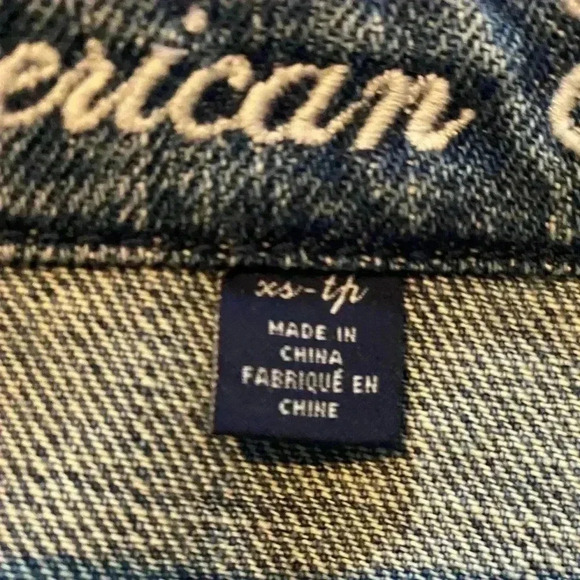 erican
xs-tp
MADE IN
CHINA
FABRIQUÉ EN
CHINE